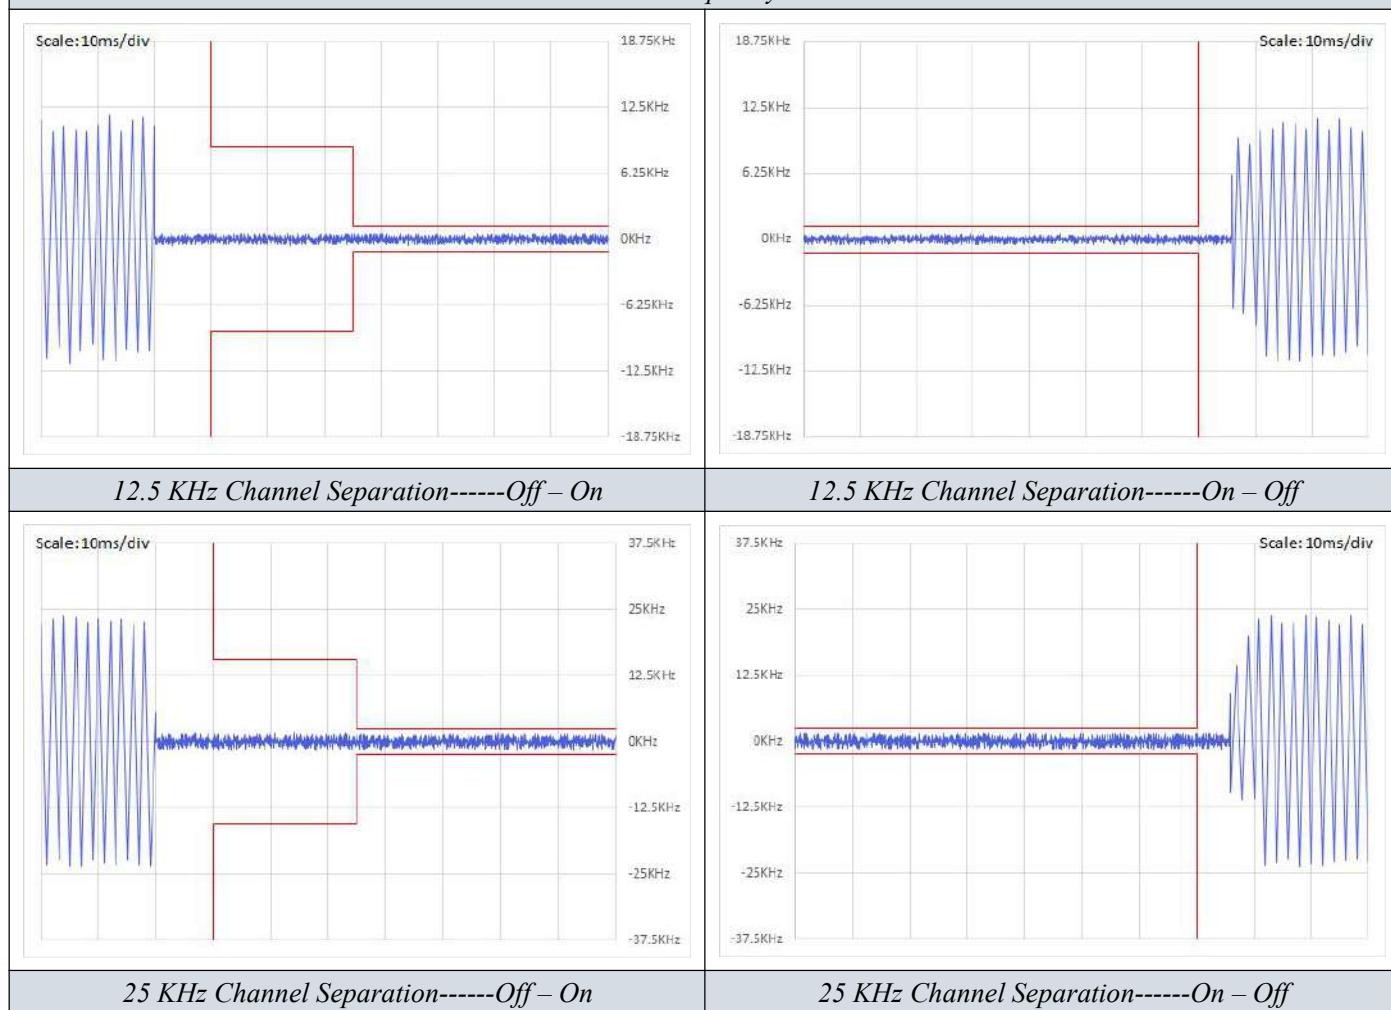 Scale:10ms/div
18.75KHz
12.5KHz
6.25KHz
0KHz
-6.25KHz
-12.5KHz
-18.75KHz
18.75KHz
12.5KHz
6.25KHz
0KHz
-6.25KHz
-12.5KHz
-18.75KHz
Scale:10ms/div
12.5 KHz Channel Separation------Off – On
12.5 KHz Channel Separation------On – Off
Scale:10ms/div
37.5KHz
25KHz
12.5KHz
0KHz
-12.5KHz
-25KHz
-37.5KHz
37.5KHz
25KHz
12.5KHz
0KHz
-12.5KHz
-25KHz
-37.5KHz
Scale:10ms/div
25 KHz Channel Separation------Off – On
25 KHz Channel Separation------On – Off